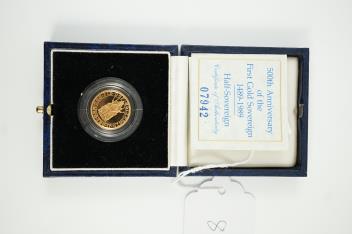 500th Anniversary
of the
First Gold Sovereign
1489-1989
Half-Sovereign
Certificate of Authenticity
07942
8